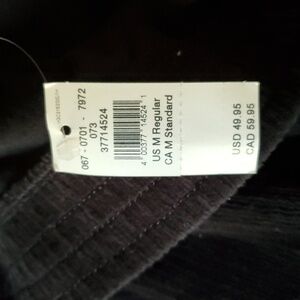 067 - 0701 - 7972
073
37714524
4 00377 14524 1
US M Regular
CA M Standard
USD 49.95
CAD 59.95